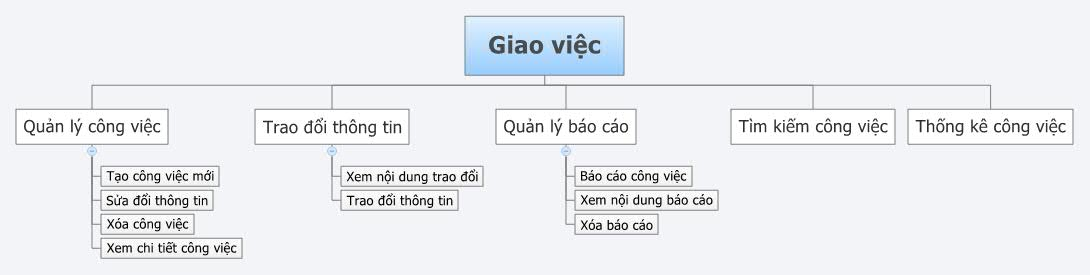 Giao việc
Quản lý công việc
Tạo công việc mới
Sửa đổi thông tin
Xóa công việc
Xem chi tiết công việc
Trao đổi thông tin
Xem nội dung trao đổi
Trao đổi thông tin
Quản lý báo cáo
Báo cáo công việc
Xem nội dung báo cáo
Xóa báo cáo
Tìm kiếm công việc
Thống kê công việc